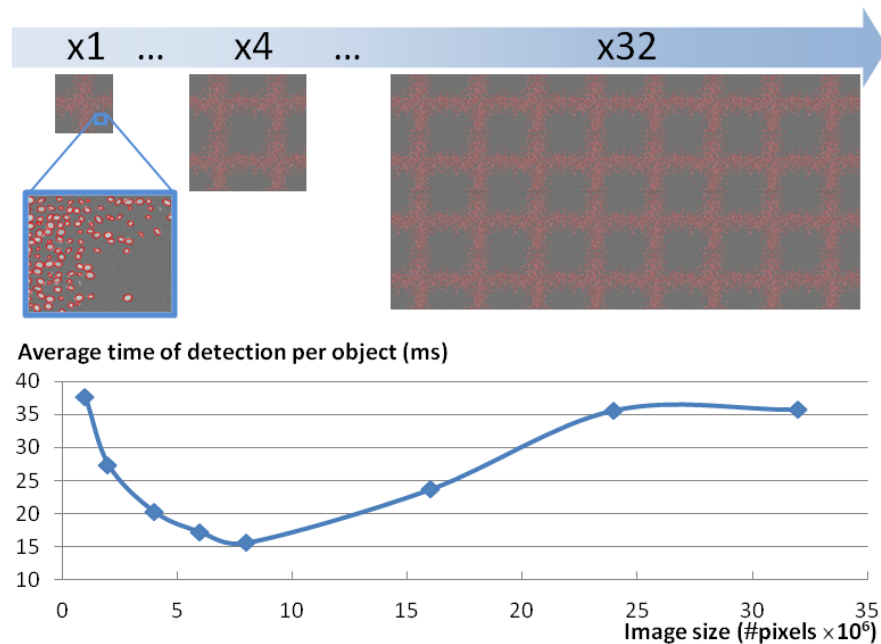 x1 ... x4 ... x32
Average time of detection per object (ms)
40
35
30
25
20
15
10
0 5 10 15 20 25 30 35
Image size (#pixels ×10⁶)